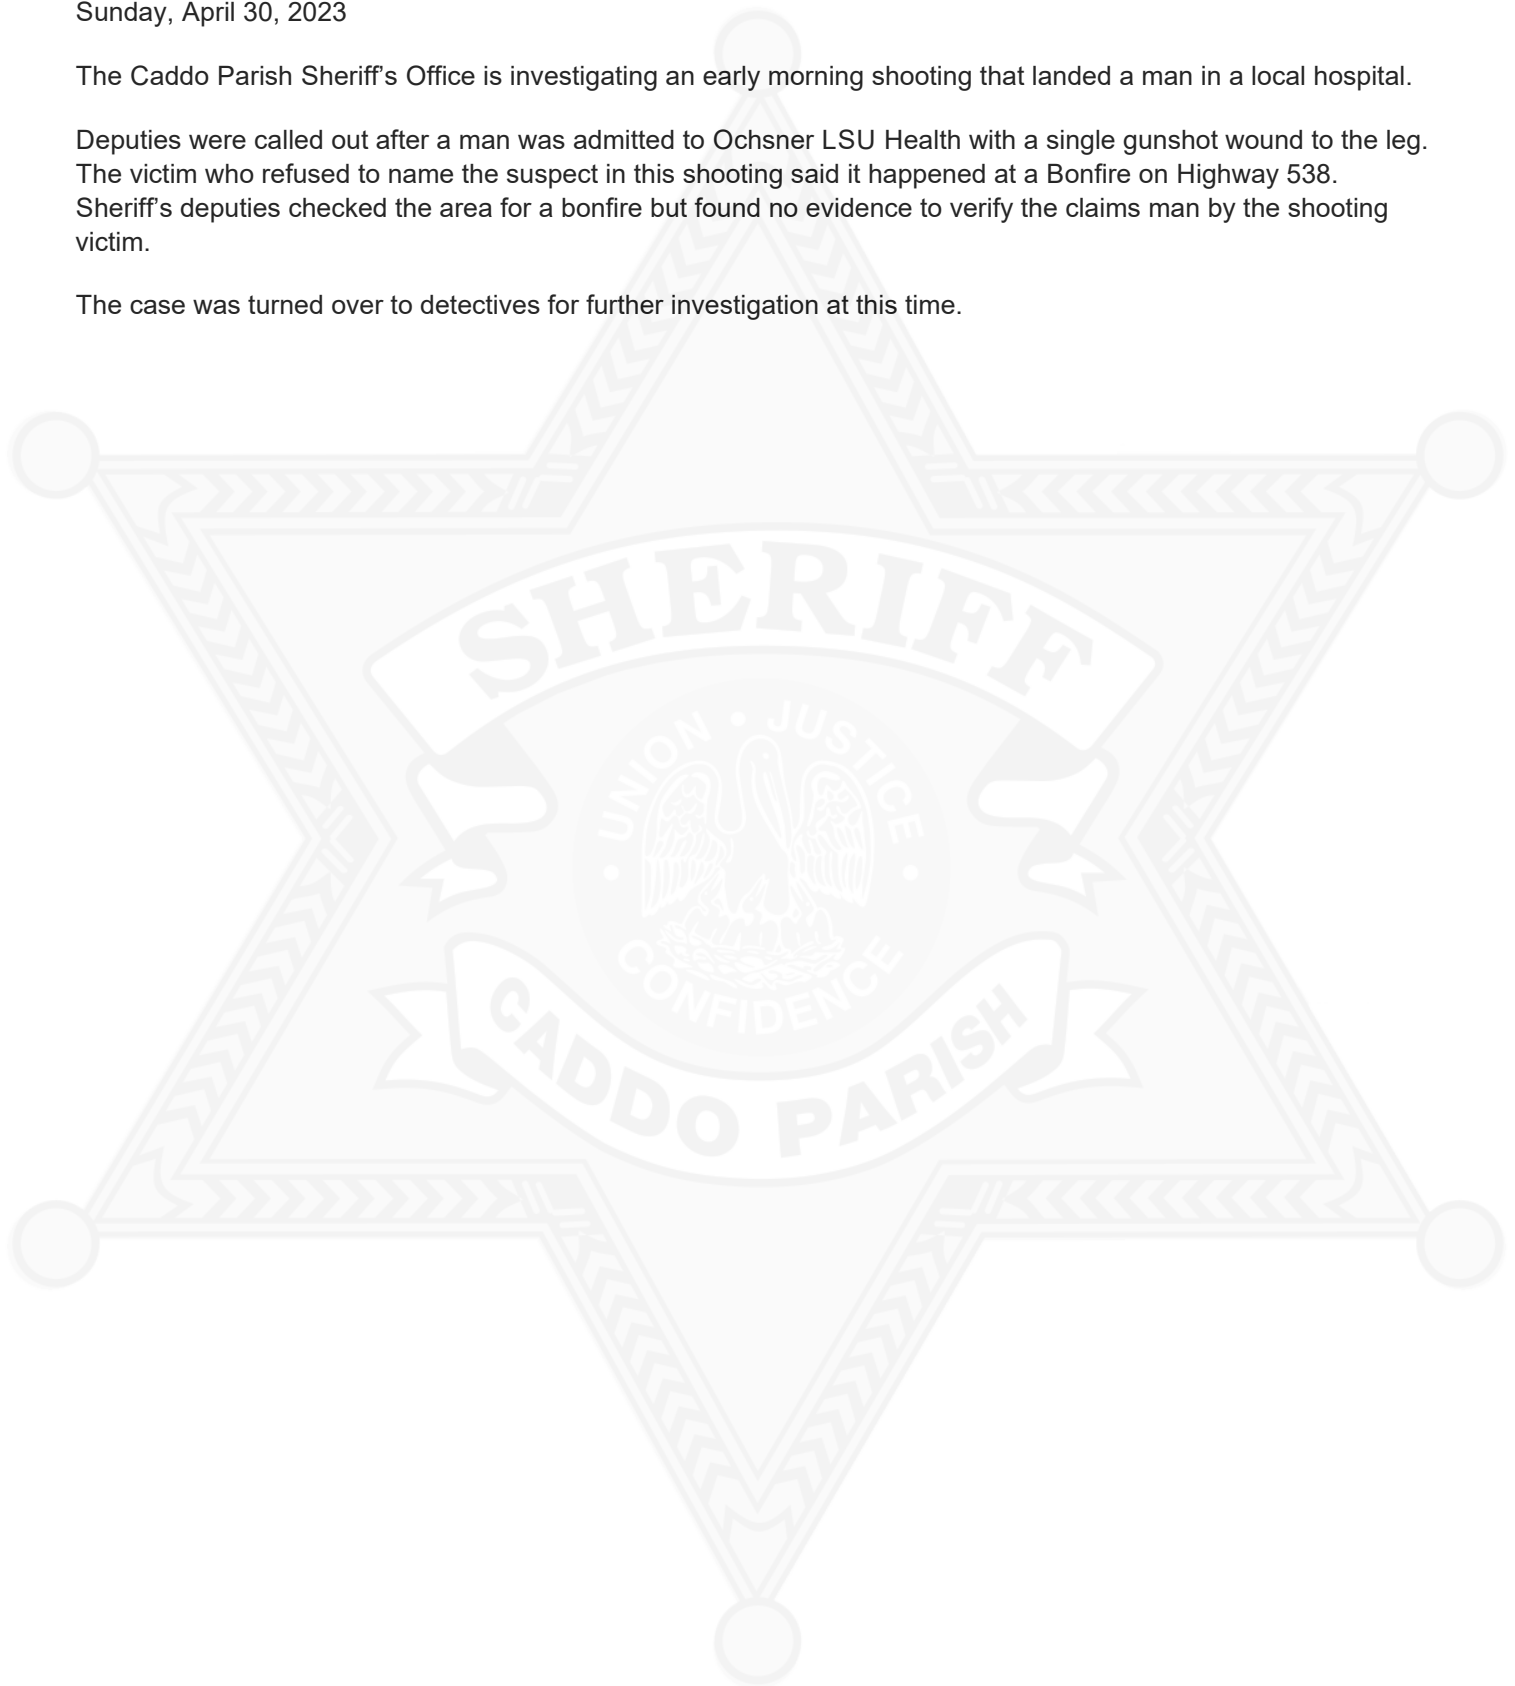 Sunday, April 30, 2023
The Caddo Parish Sheriff’s Office is investigating an early morning shooting that landed a man in a local hospital.
Deputies were called out after a man was admitted to Ochsner LSU Health with a single gunshot wound to the leg.
The victim who refused to name the suspect in this shooting said it happened at a Bonfire on Highway 538.
Sheriff’s deputies checked the area for a bonfire but found no evidence to verify the claims man by the shooting
victim.
The case was turned over to detectives for further investigation at this time.
SHERIFF
UNION • JUSTICE
• CONFIDENCE •
CADDO PARISH